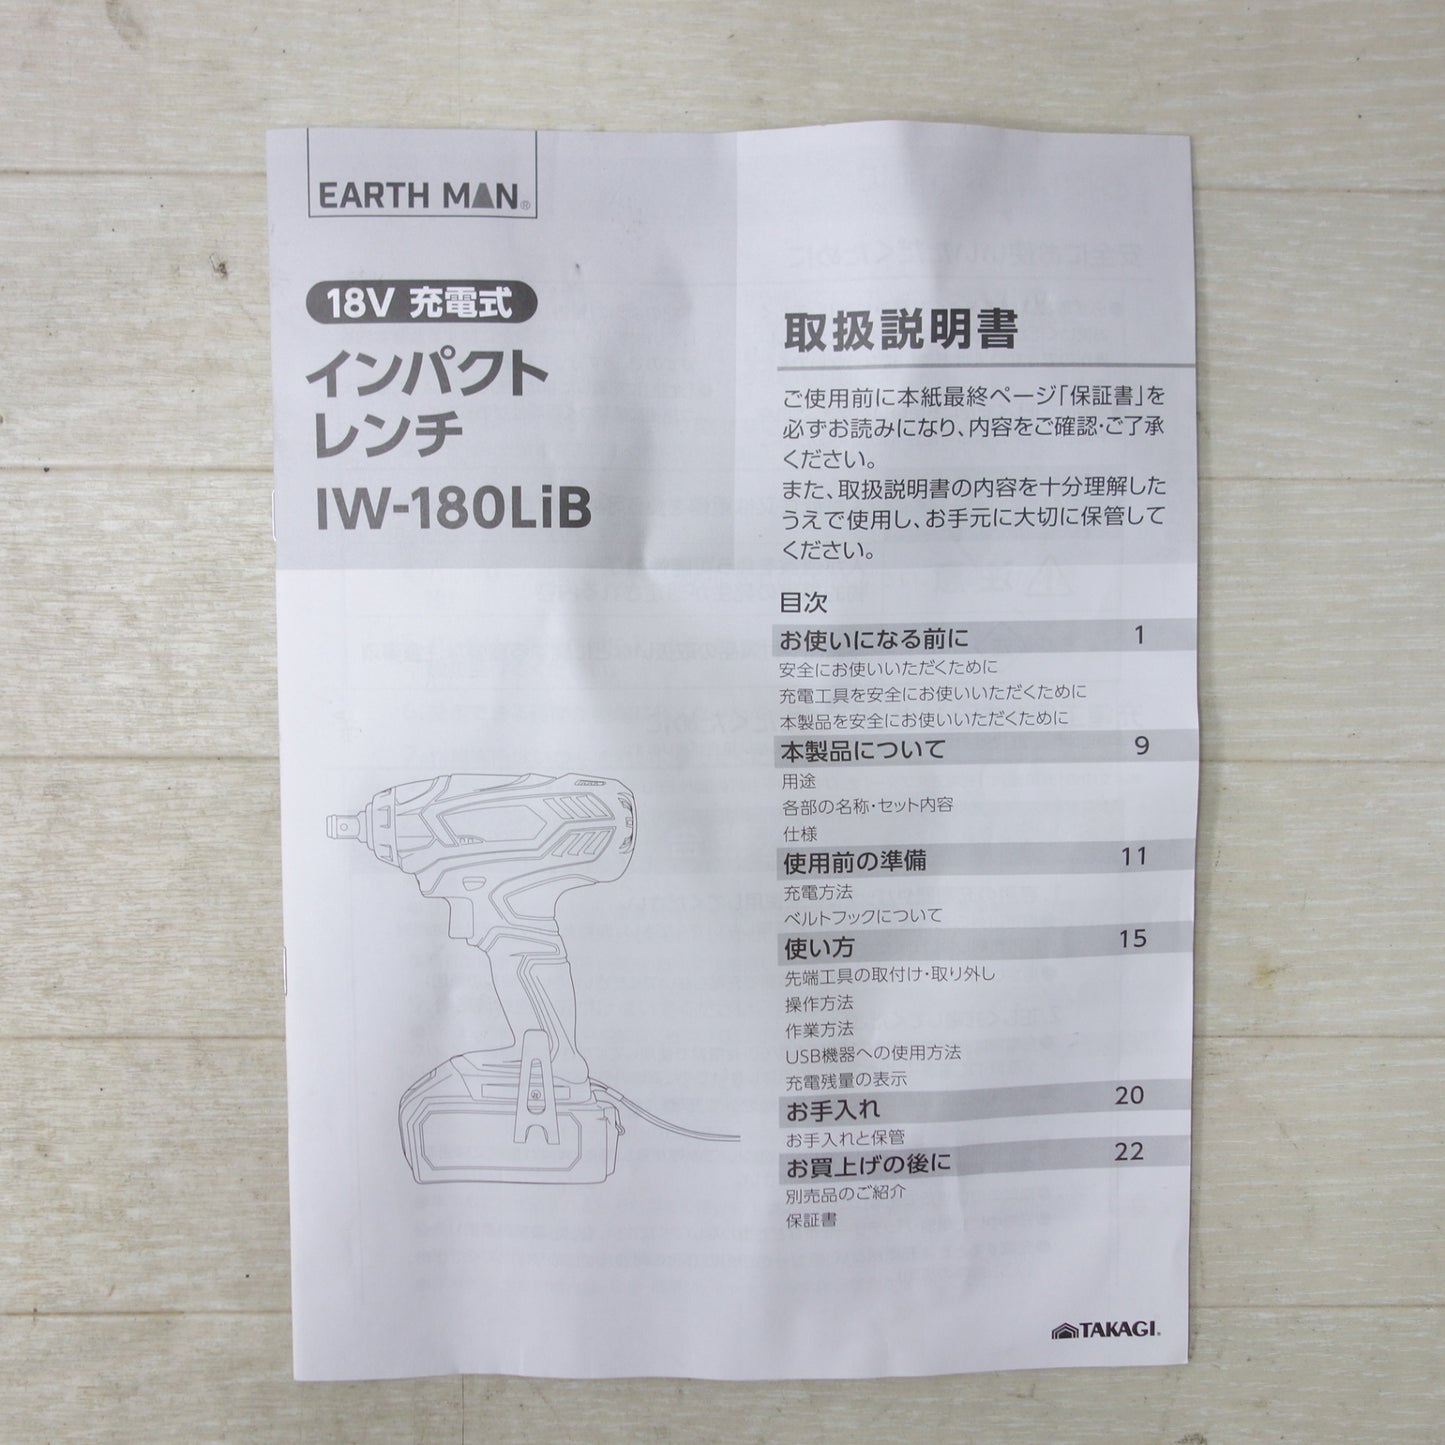 EARTH MAN®
18V 充電式
インパクト
レンチ
IW-180LiB
取扱説明書
ご使用前に本紙最終ページ「保証書」を
必ずお読みになり、内容をご確認・ご了承
ください。
また、取扱説明書の内容を十分理解した
うえで使用し、お手元に大切に保管して
ください。
目次
お使いになる前に 1
安全にお使いいただくために
充電工具を安全にお使いいただくために
本製品を安全にお使いいただくために
本製品について 9
用途
各部の名称・セット内容
仕様
使用前の準備 11
充電方法
ベルトフックについて
使い方 15
先端工具の取付け・取り外し
操作方法
作業方法
USB機器への使用方法
充電残量の表示
お手入れ 20
お手入れと保管
お買上げの後に 22
別売品のご紹介
保証書
TAKAGI®